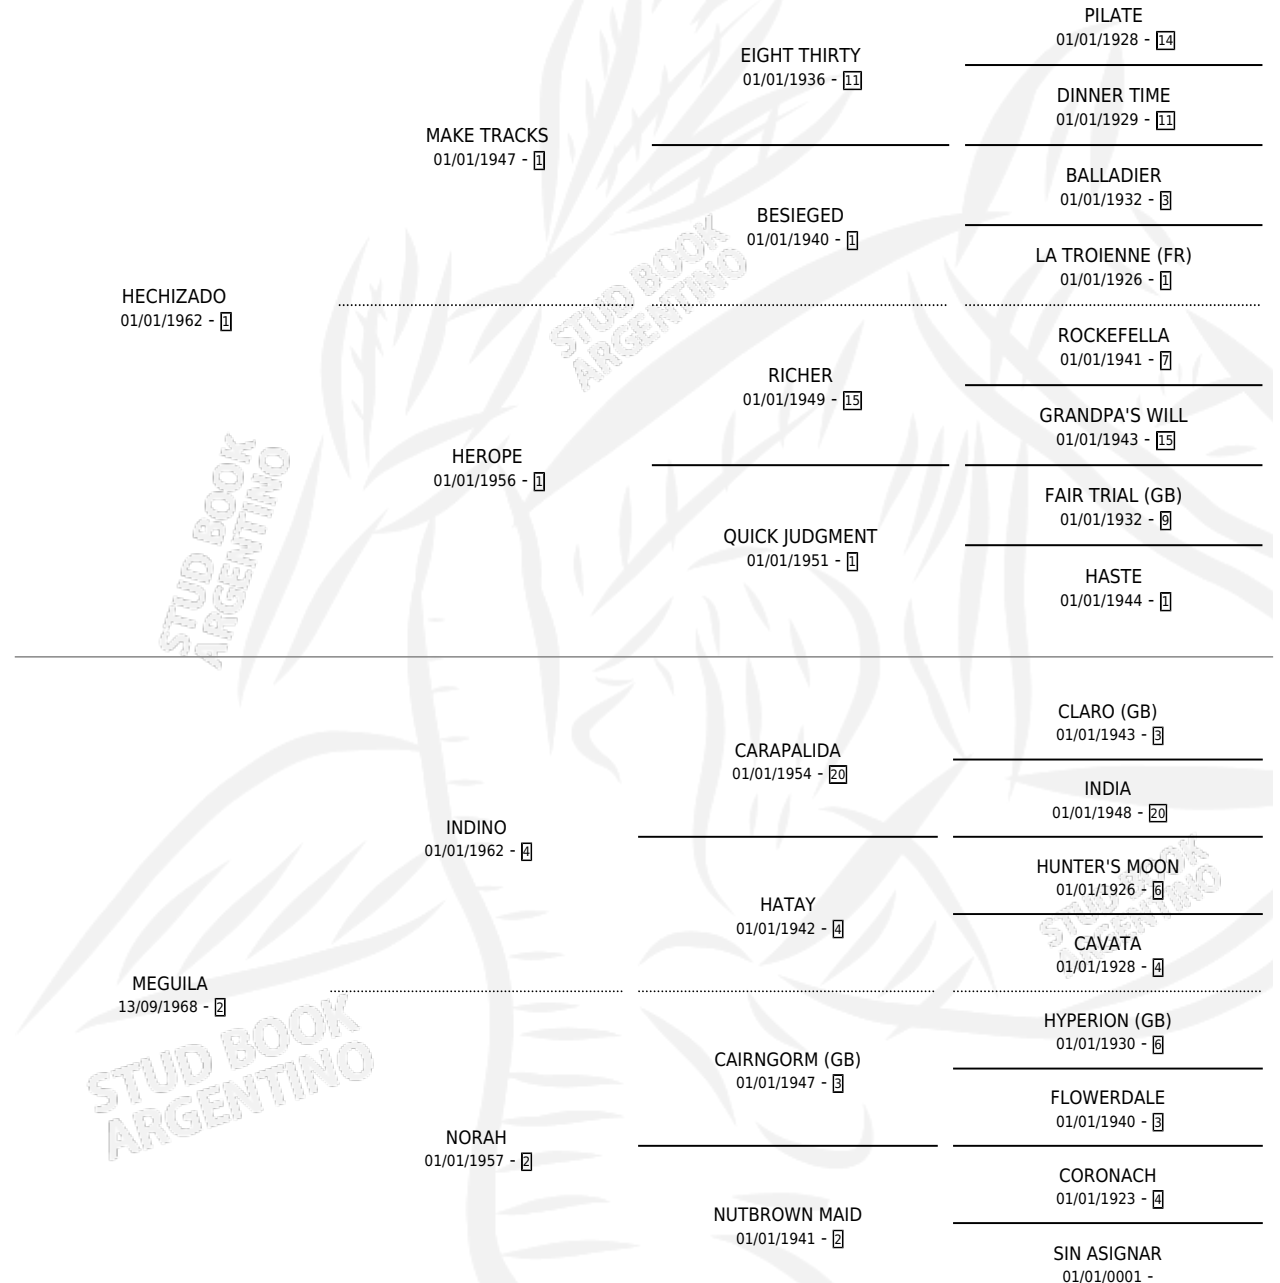 PILATE
01/01/1928 - 14
EIGHT THIRTY
01/01/1936 - 11
DINNER TIME
01/01/1929 - 11
MAKE TRACKS
01/01/1947 - 1
BALLADIER
01/01/1932 - 3
BESIEGED
01/01/1940 - 1
LA TROIENNE (FR)
01/01/1926 - 1
HECHIZADO
01/01/1962 - 1
ROCKEFELLA
01/01/1941 - 7
RICHER
01/01/1949 - 15
GRANDPA'S WILL
01/01/1943 - 15
HEROPE
01/01/1956 - 1
FAIR TRIAL (GB)
01/01/1932 - 9
QUICK JUDGMENT
01/01/1951 - 1
HASTE
01/01/1944 - 1
STUD BOOK
ARGENTINO
STUD BOOK
ARGENTINO
CLARO (GB)
01/01/1943 - 3
CARAPALIDA
01/01/1954 - 20
INDIA
01/01/1948 - 20
INDINO
01/01/1962 - 4
HUNTER'S MOON
01/01/1926 - 6
HATAY
01/01/1942 - 4
CAVATA
01/01/1928 - 4
STUD BOOK
ARGENTINO
MEGUILA
13/09/1968 - 2
HYPERION (GB)
01/01/1930 - 6
CAIRNGORM (GB)
01/01/1947 - 3
FLOWERDALE
01/01/1940 - 3
STUD BOOK
ARGENTINO
NORAH
01/01/1957 - 2
CORONACH
01/01/1923 - 4
NUTBROWN MAID
01/01/1941 - 2
SIN ASIGNAR
01/01/0001 -